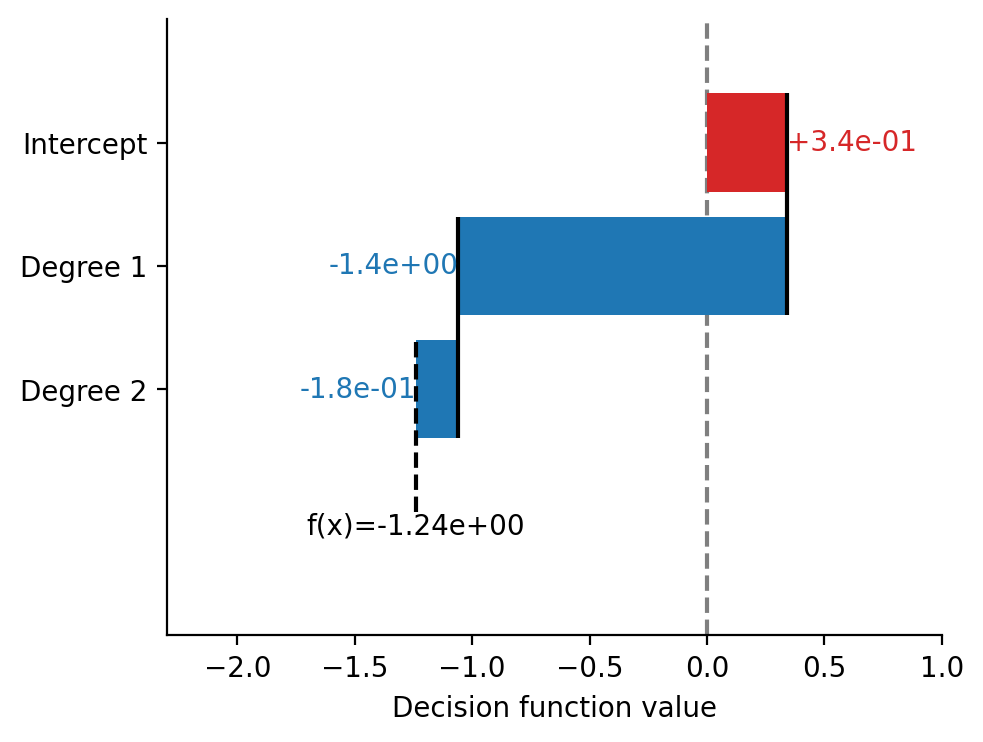 Intercept
+3.4e-01
Degree 1
-1.4e+00
Degree 2
-1.8e-01
f(x)=-1.24e+00
−2.0 −1.5 −1.0 −0.5 0.0 0.5 1.0
Decision function value